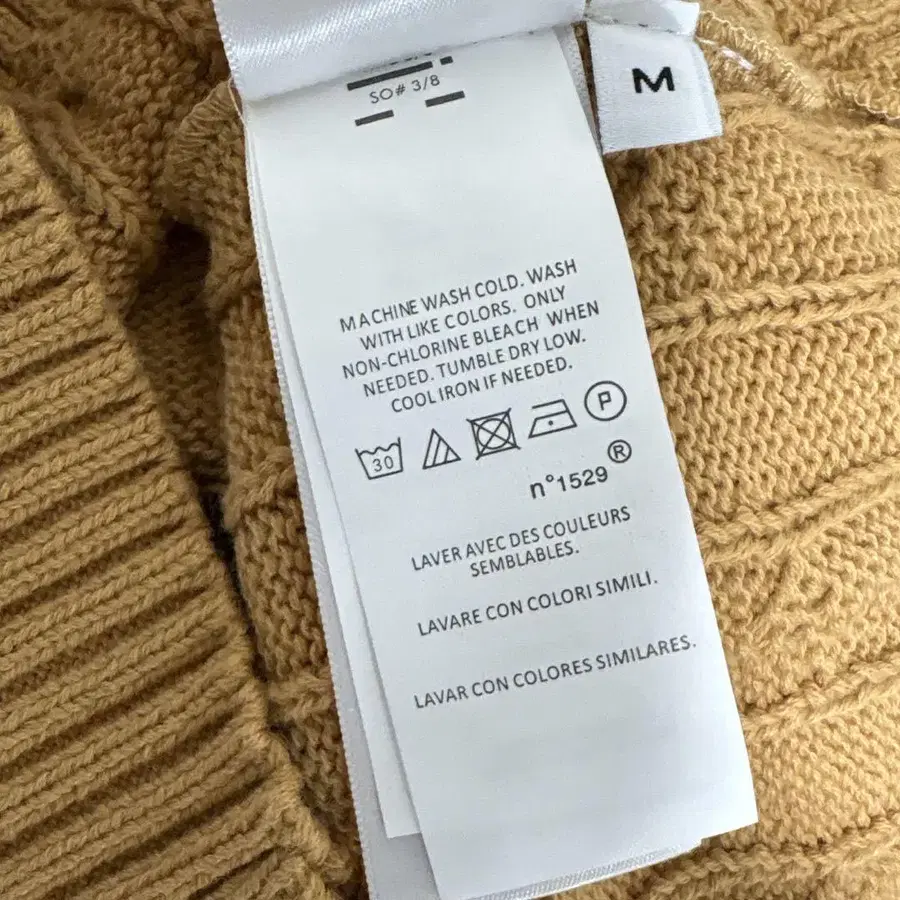 SO# 3/8
M
MACHINE WASH COLD. WASH
WITH LIKE COLORS. ONLY
NON-CHLORINE BLEACH WHEN
NEEDED. TUMBLE DRY LOW.
COOL IRON IF NEEDED.
30 P
n°1529®
LAVER AVEC DES COULEURS
SEMBLABLES.
LAVARE CON COLORI SIMILI.
LAVAR CON COLORES SIMILARES.